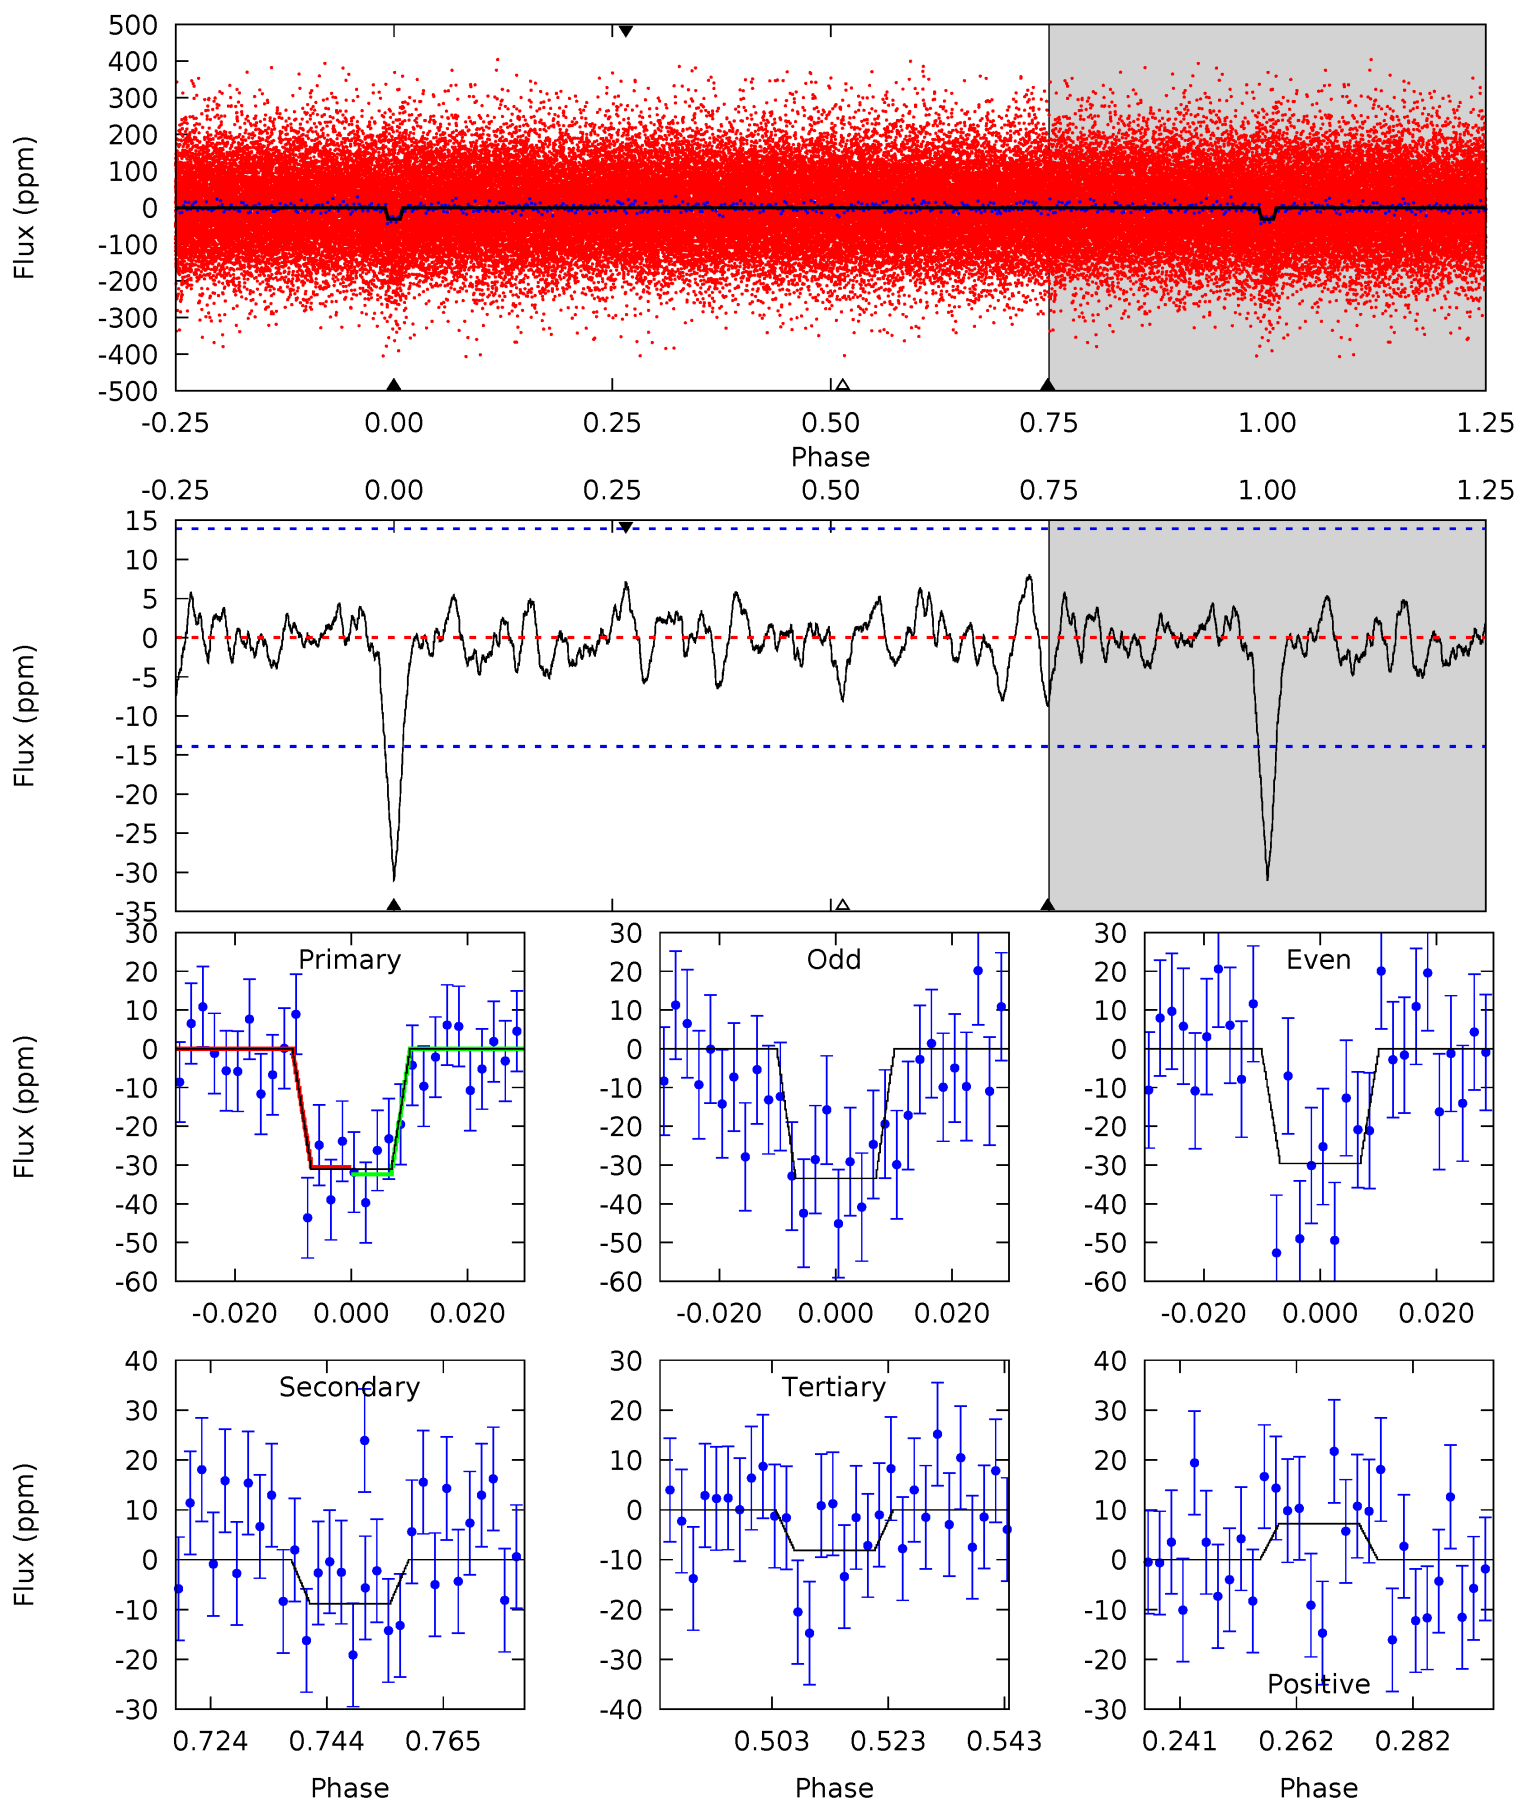 500
400
300
200
100
0
-100
-200
-300
-400
-500
Flux (ppm)
-0.25 0.00 0.25 0.50 0.75 1.00 1.25
Phase
-0.25 0.00 0.25 0.50 0.75 1.00 1.25
15
10
5
0
-5
-10
-15
-20
-25
-30
-35
Flux (ppm)
30 20 10 0 -10 -20 -30 -40 -50 -60
Flux (ppm)
Primary
-0.020 0.000 0.020
30 20 10 0 -10 -20 -30 -40 -50 -60
Odd
-0.020 0.000 0.020
30 20 10 0 -10 -20 -30 -40 -50 -60
Even
-0.020 0.000 0.020
40 30 20 10 0 -10 -20 -30
Flux (ppm)
Secondary
0.724 0.744 0.765
Phase
30 20 10 0 -10 -20 -30 -40
Tertiary
0.503 0.523 0.543
Phase
40 30 20 10 0 -10 -20 -30
Positive
0.241 0.262 0.282
Phase